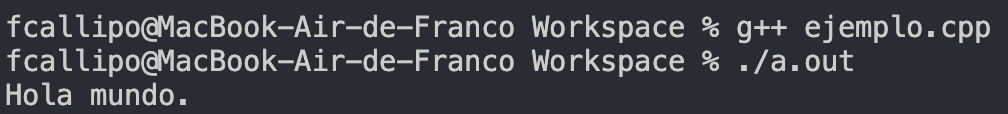 fcallipo@MacBook-Air-de-Franco Workspace % g++ ejemplo.cpp
fcallipo@MacBook-Air-de-Franco Workspace % ./a.out
Hola mundo.